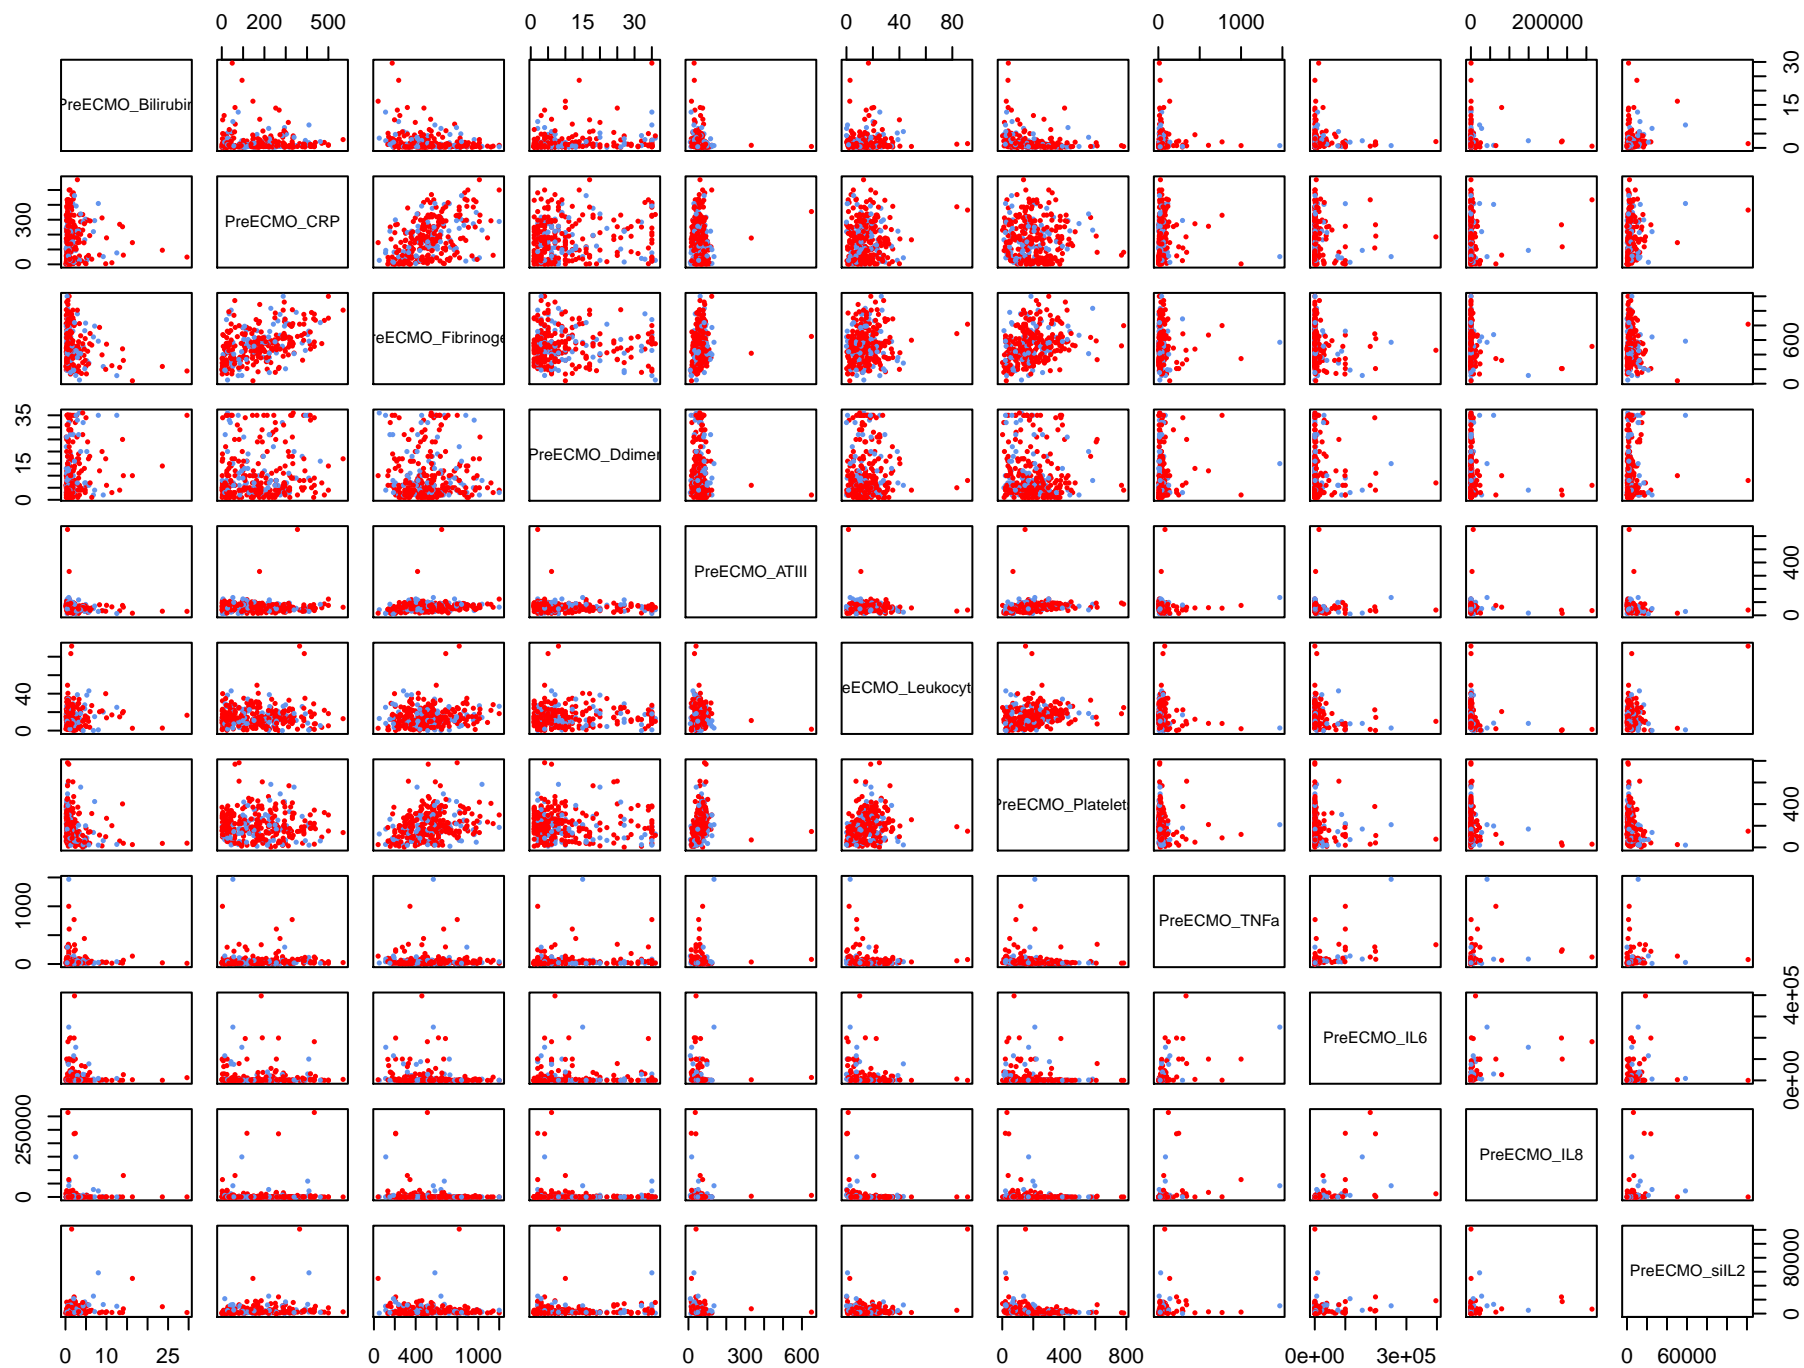 0 200 500
0 15 30
0 40 80
0 1000
0 200000
PreECMO_Bilirubin
0 15 30
0 300
PreECMO_CRP
reECMO_Fibrinoge
0 600
0 15 35
PreECMO_Ddimer
PreECMO_ATIII
0 400
0 40
eECMO_Leukocyt
PreECMO_Platelet
0 400
0 1000
PreECMO_TNFa
PreECMO_IL6
0e+00 4e+05
0 250000
PreECMO_IL8
PreECMO_siIL2
0 80000
0 10 25
0 400 1000
0 300 600
0 400 800
0e+00 3e+05
0 60000